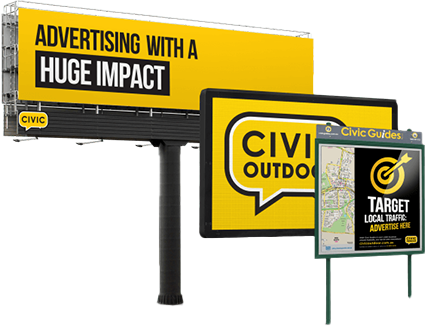 ADVERTISING WITH A
HUGE IMPACT
CIVIC
CIVIC
OUTDOO
Civic Guides
TARGET
LOCAL TRAFFIC:
ADVERTISE HERE